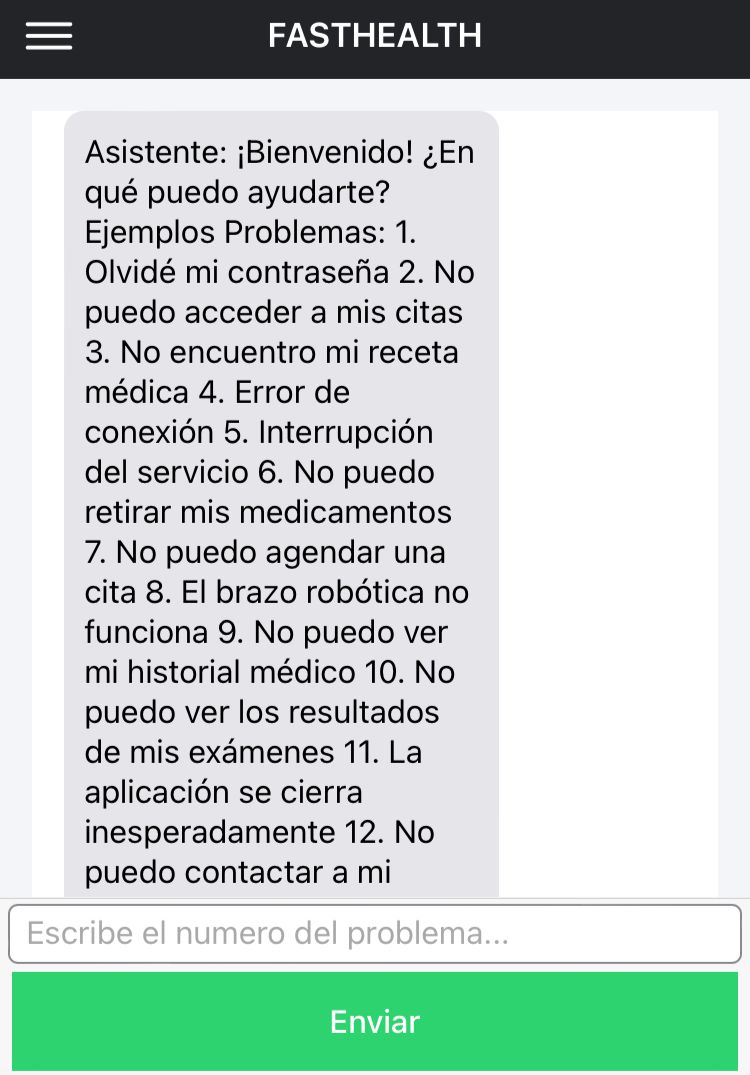 FASTHEALTH
Asistente: ¡Bienvenido! ¿En
qué puedo ayudarte?
Ejemplos Problemas: 1.
Olvidé mi contraseña 2. No
puedo acceder a mis citas
3. No encuentro mi receta
médica 4. Error de
conexión 5. Interrupción
del servicio 6. No puedo
retirar mis medicamentos
7. No puedo agendar una
cita 8. El brazo robótica no
funciona 9. No puedo ver
mi historial médico 10. No
puedo ver los resultados
de mis exámenes 11. La
aplicación se cierra
inesperadamente 12. No
puedo contactar a mi
Escribe el numero del problema...
Enviar